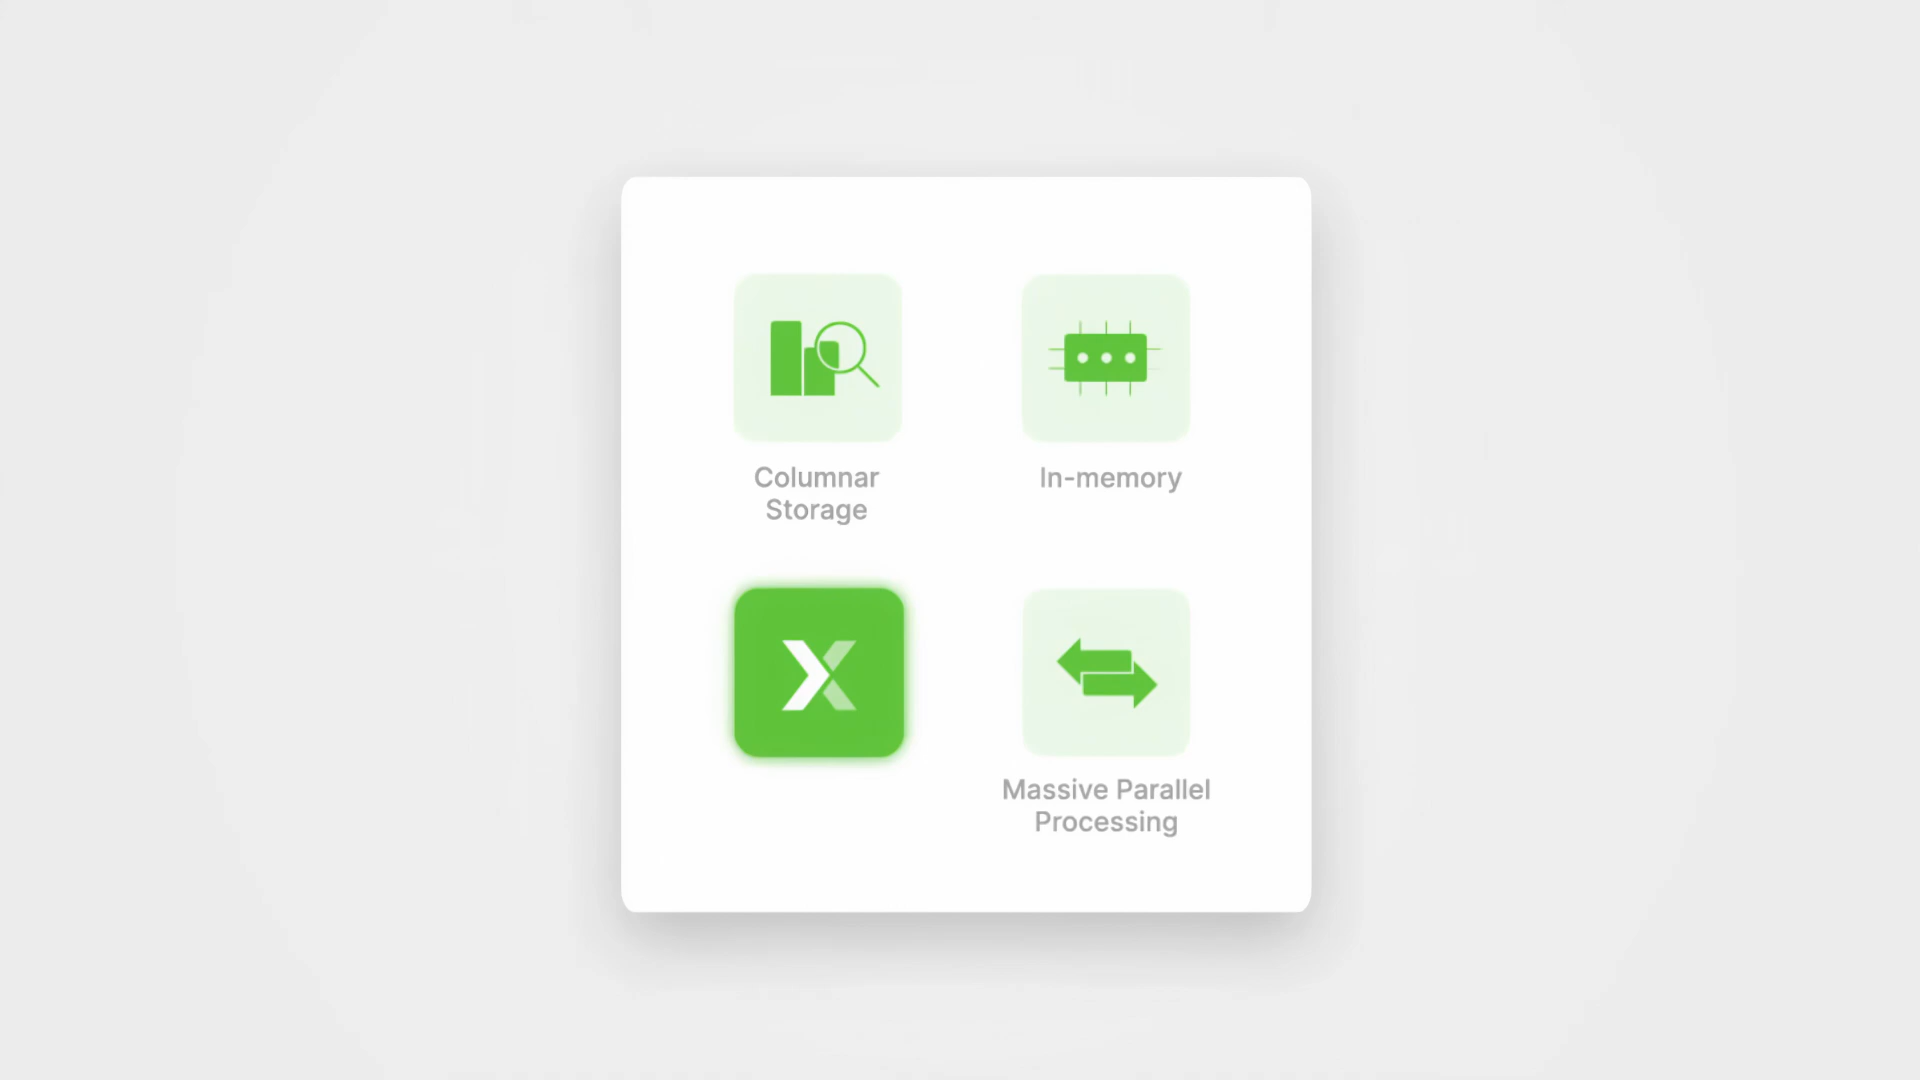 Columnar
Storage
In-memory
X
Massive Parallel
Processing